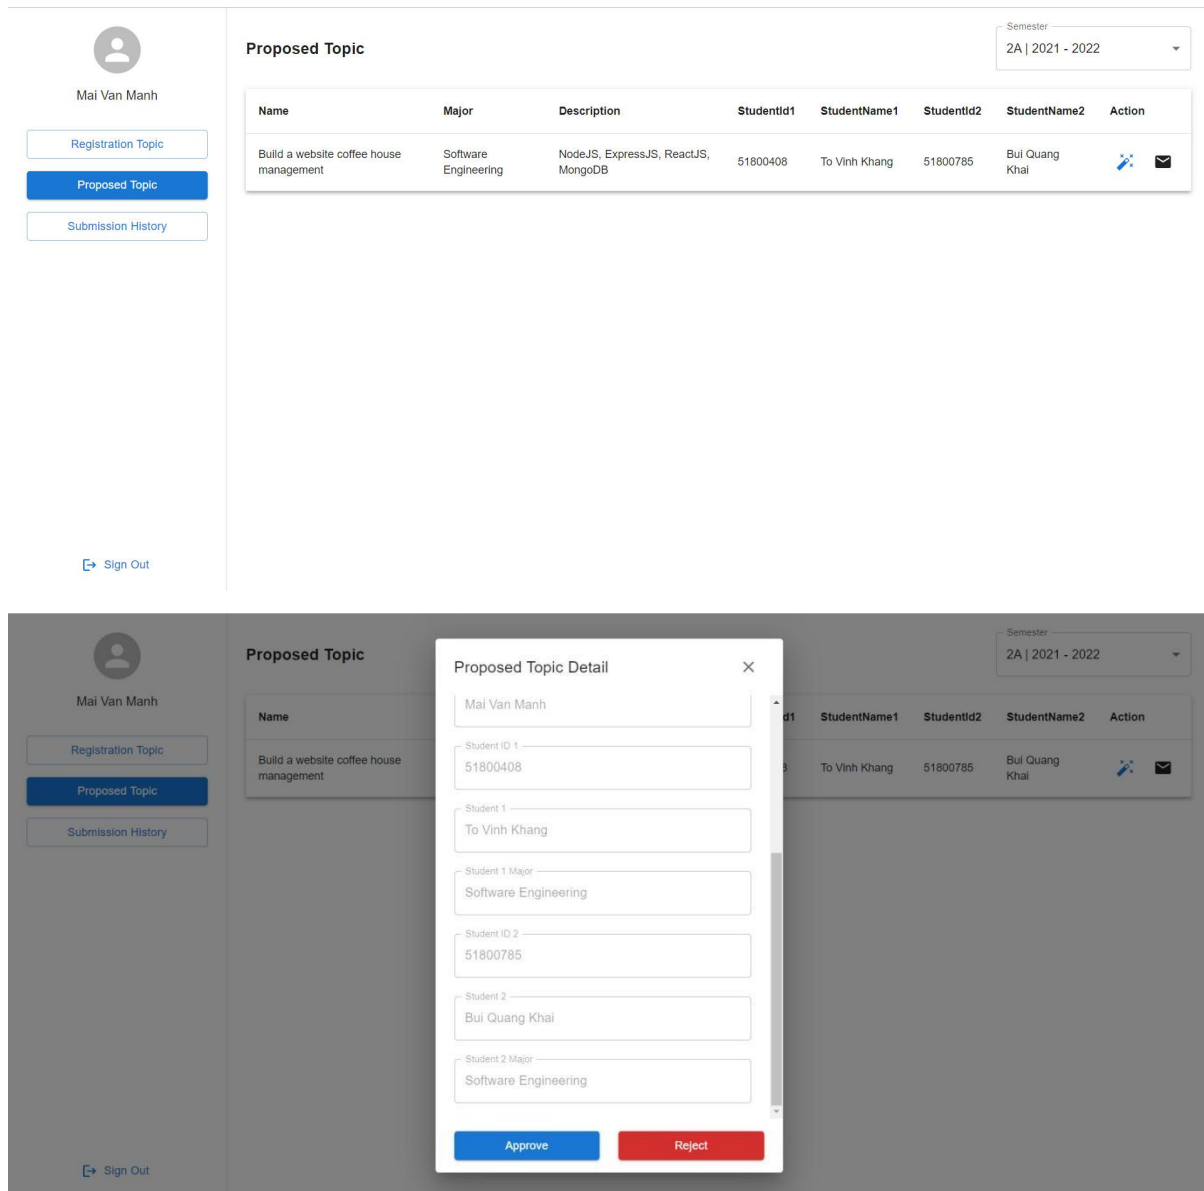 Semester
Proposed Topic
2A | 2021 - 2022
Mai Van Manh
Name Major Description StudentId1 StudentName1 StudentId2 StudentName2 Action
Registration Topic
Build a website coffee house management Software Engineering NodeJS, ExpressJS, ReactJS, MongoDB 51800408 To Vinh Khang 51800785 Bui Quang Khai
Proposed Topic
Submission History
Sign Out
Semester
Proposed Topic
2A | 2021 - 2022
Mai Van Manh
Name d1 StudentName1 StudentId2 StudentName2 Action
Registration Topic
Build a website coffee house management 8 To Vinh Khang 51800785 Bui Quang Khai
Proposed Topic
Submission History
Sign Out
Proposed Topic Detail
Mai Van Manh
Student ID 1
51800408
Student 1
To Vinh Khang
Student 1 Major
Software Engineering
Student ID 2
51800785
Student 2
Bui Quang Khai
Student 2 Major
Software Engineering
Approve Reject